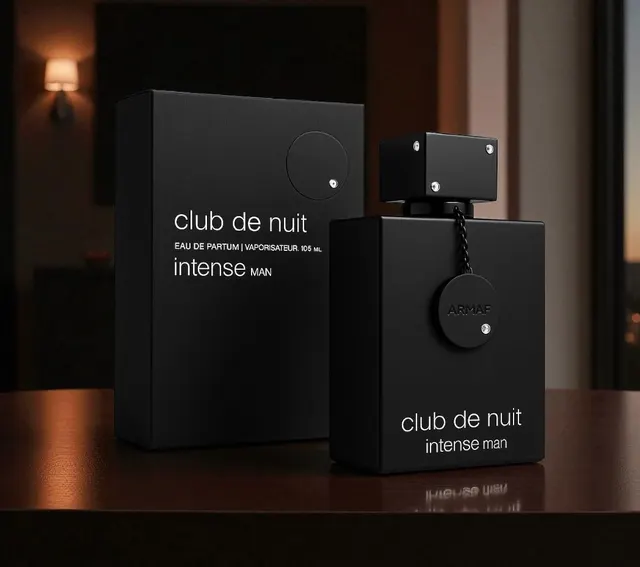 club de nuit
EAU DE PARFUM | VAPORISATEUR. 105 ML
intense MAN
ARMAF
club de nuit
intense man